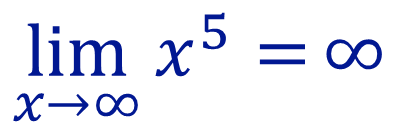 lim x→∞ x⁵ = ∞